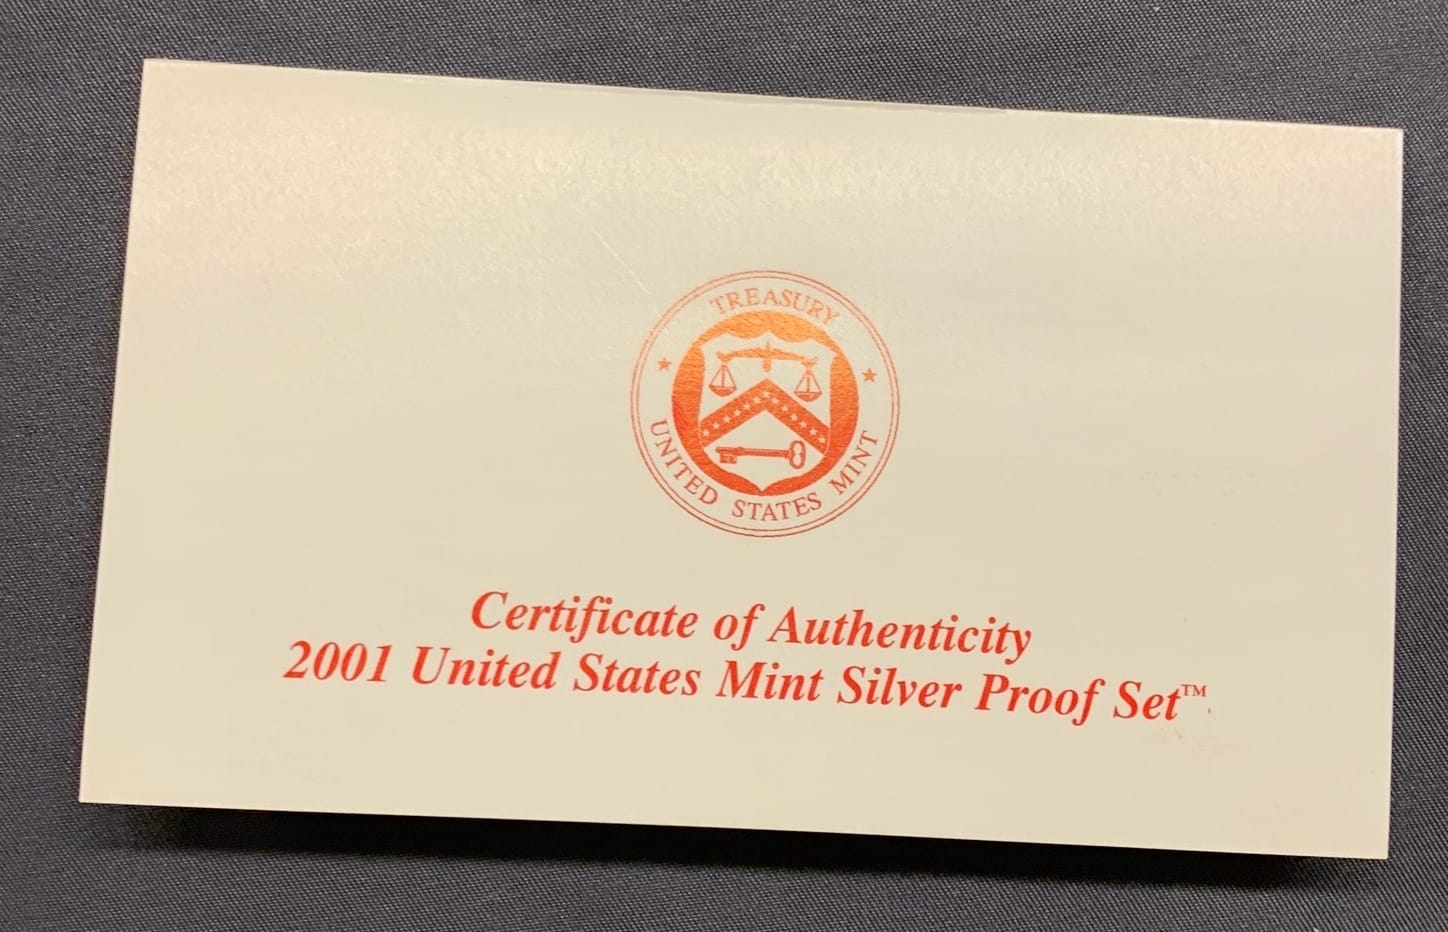 TREASURY
UNITED STATES MINT
Certificate of Authenticity
2001 United States Mint Silver Proof Set™